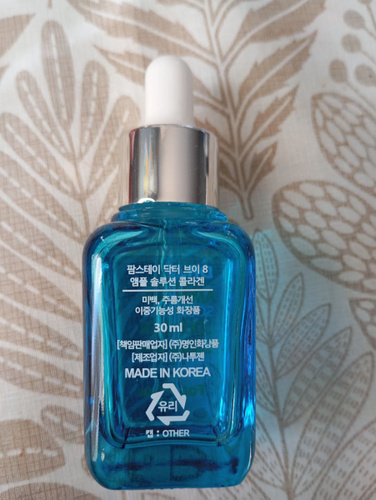 팜스테이 닥터 브이 8
앰플 솔루션 콜라겐
미백, 주름개선
이중기능성 화장품
30 ml
[책임판매업자] (주)명인화장품
[제조업자] (주)나투젠
MADE IN KOREA
유리
캡 : OTHER